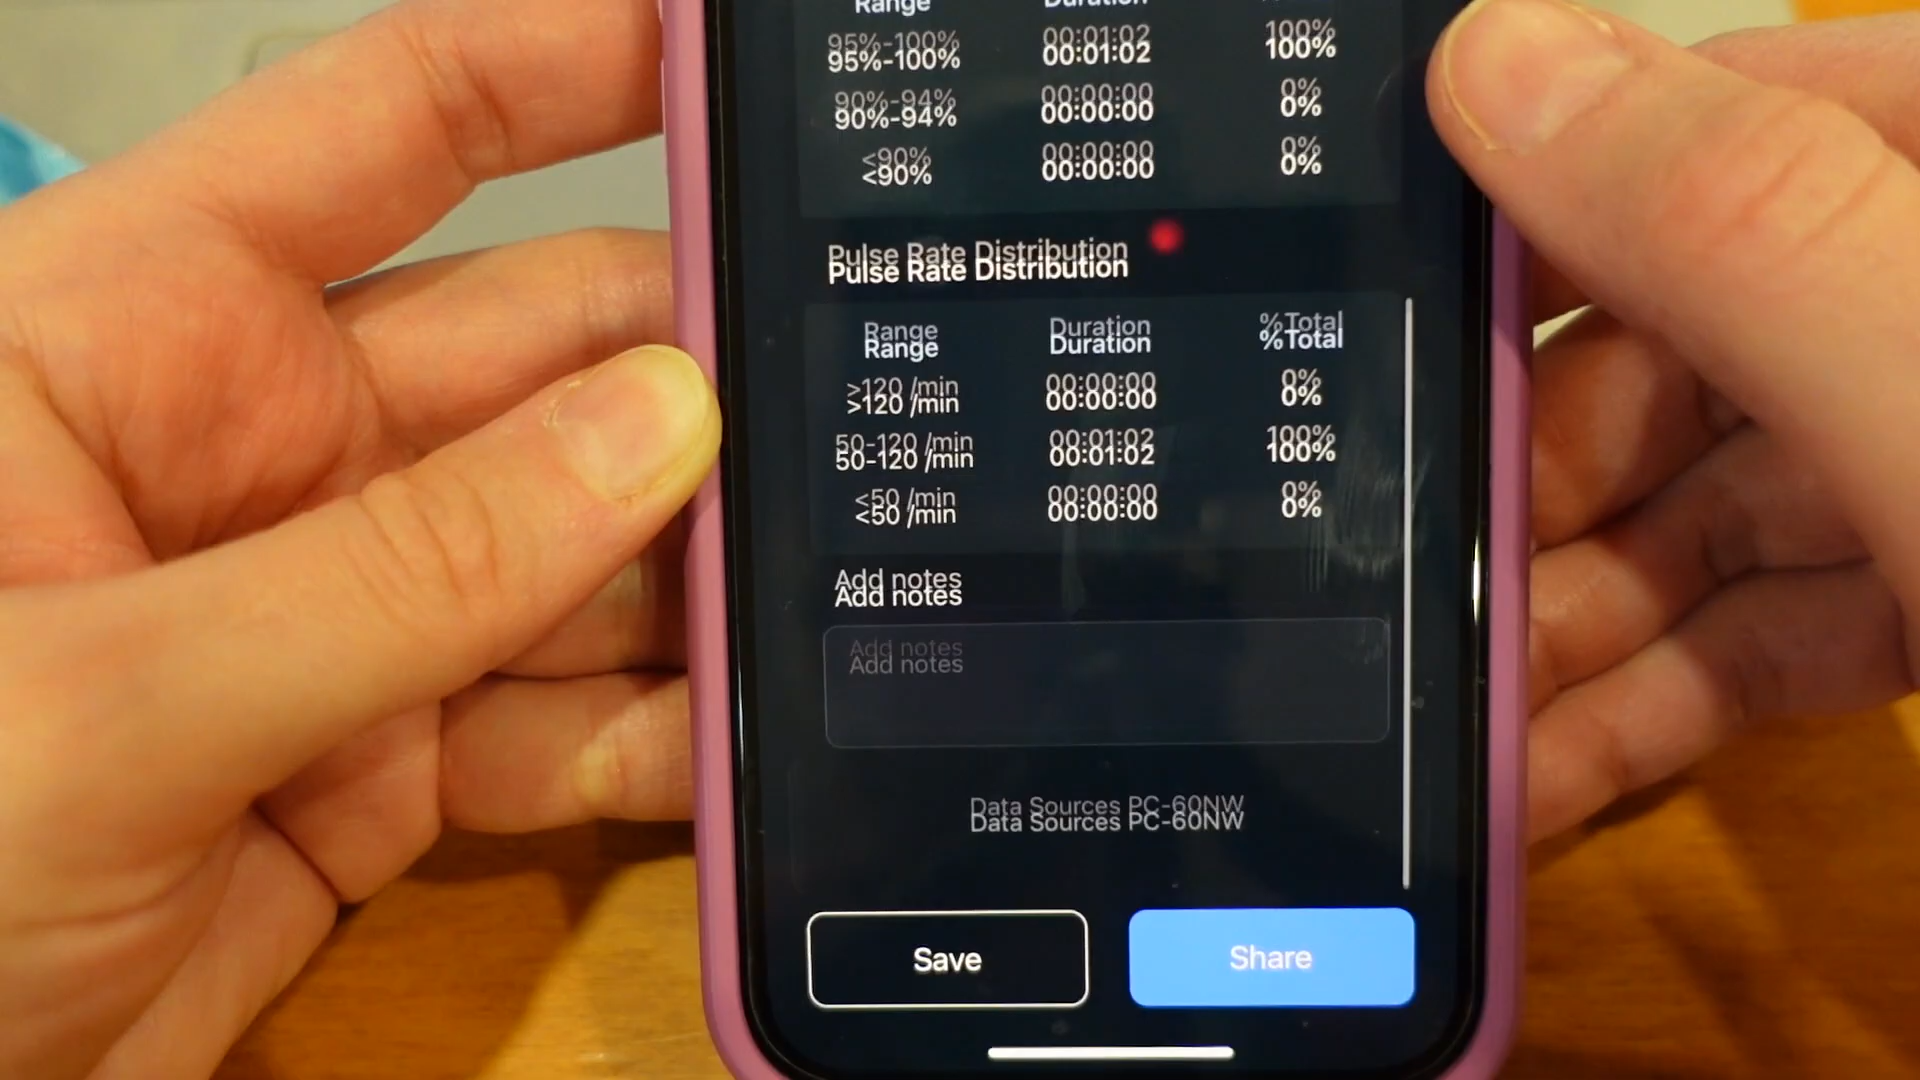 Range Duration
95%-100% 00:01:02 100%
90%-94% 00:00:00 0%
<90% 00:00:00 0%
Pulse Rate Distribution
Range Duration %Total
>120 /min 00:00:00 0%
50-120 /min 00:01:02 100%
<50 /min 00:00:00 0%
Add notes
Add notes
Data Sources PC-60NW
Save Share